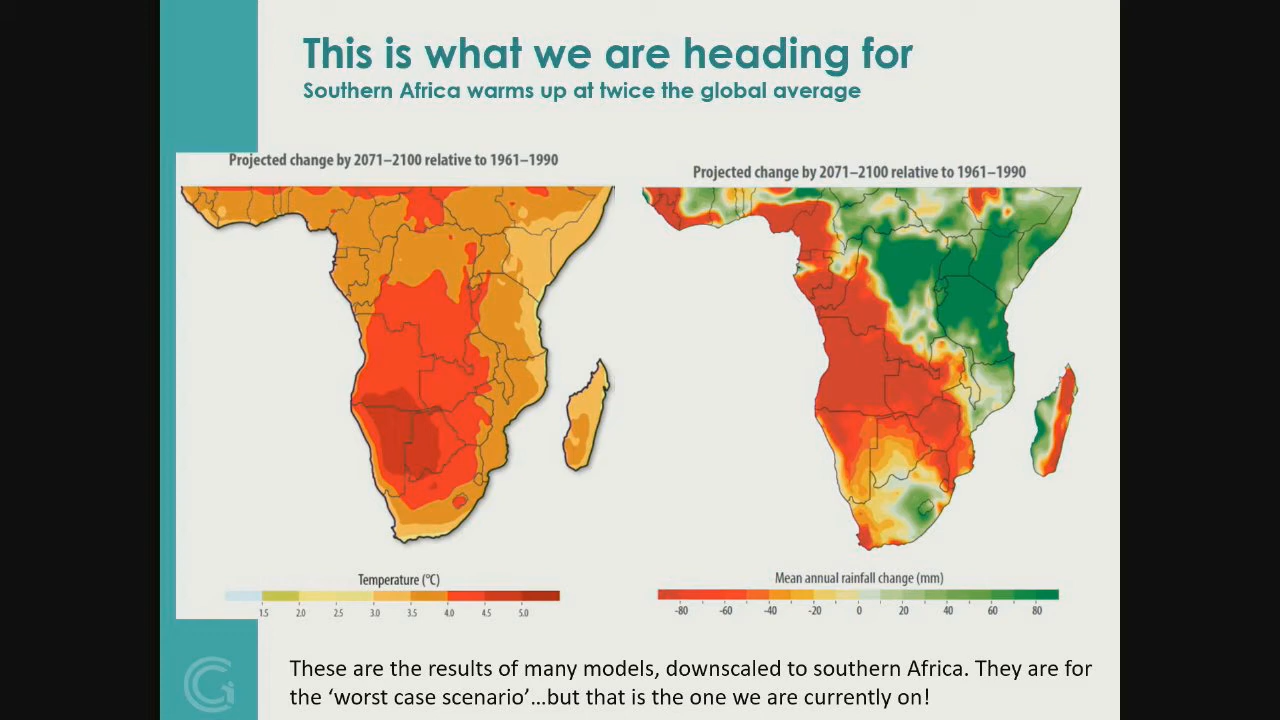 This is what we are heading for
Southern Africa warms up at twice the global average
Projected change by 2071–2100 relative to 1961–1990
Projected change by 2071–2100 relative to 1961–1990
Temperature (°C)
1.5 2.0 2.5 3.0 3.5 4.0 4.5 5.0
Mean annual rainfall change (mm)
-80 -60 -40 -20 0 20 40 60 80
These are the results of many models, downscaled to southern Africa. They are for
the ‘worst case scenario’…but that is the one we are currently on!